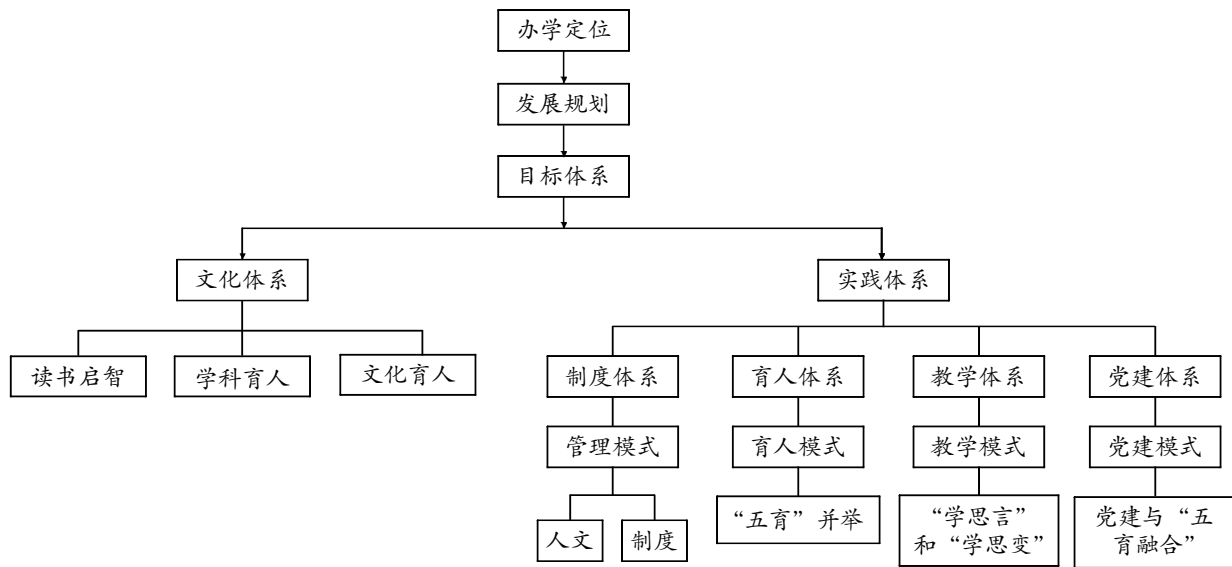 办学定位
发展规划
目标体系
文化体系
实践体系
读书启智
学科育人
文化育人
制度体系
育人体系
教学体系
党建体系
管理模式
育人模式
教学模式
党建模式
人文
制度
“五育”并举
“学思言”
和“学思变”
党建与“五
育融合”